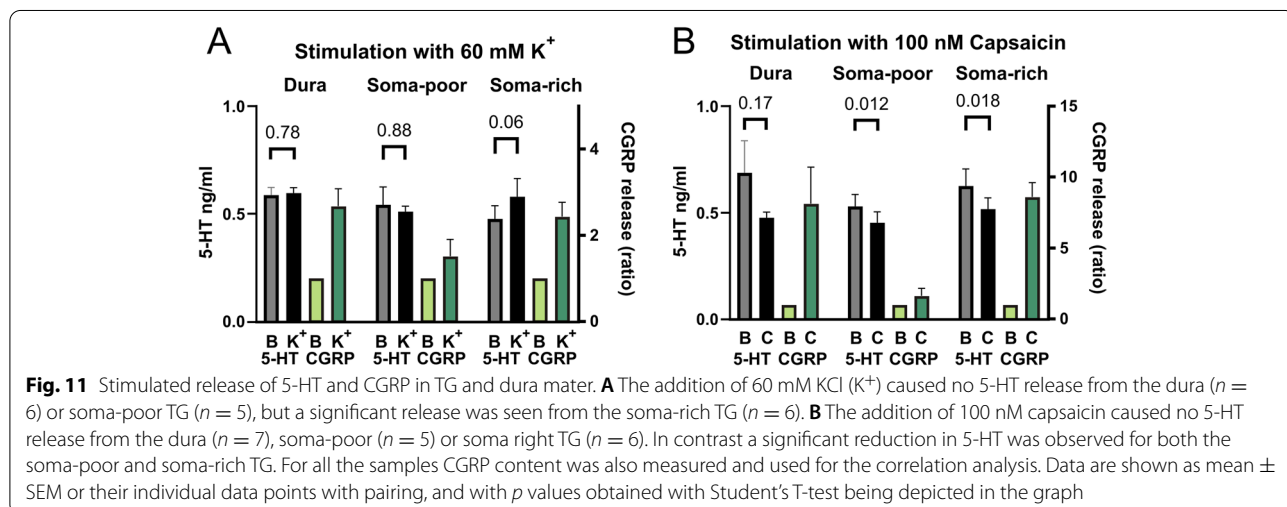 A
Stimulation with 60 mM K+
Dura Soma-poor Soma-rich
1.0
0.5
0.0
5-HT ng/ml
0.78
0.88
0.06
4
2
0
CGRP release (ratio)
B K+ B K+ B K+ B K+ B K+ B K+
5-HT CGRP 5-HT CGRP 5-HT CGRP
B
Stimulation with 100 nM Capsaicin
Dura Soma-poor Soma-rich
1.0
0.5
0.0
5-HT ng/ml
0.17
0.012
0.018
15
10
5
0
CGRP release (ratio)
B C B C B C B C B C B C
5-HT CGRP 5-HT CGRP 5-HT CGRP
Fig. 11 Stimulated release of 5-HT and CGRP in TG and dura mater. A The addition of 60 mM KCl (K+) caused no 5-HT release from the dura (n =
6) or soma-poor TG (n = 5), but a significant release was seen from the soma-rich TG (n = 6). B The addition of 100 nM capsaicin caused no 5-HT
release from the dura (n = 7), soma-poor (n = 5) or soma right TG (n = 6). In contrast a significant reduction in 5-HT was observed for both the
soma-poor and soma-rich TG. For all the samples CGRP content was also measured and used for the correlation analysis. Data are shown as mean ±
SEM or their individual data points with pairing, and with p values obtained with Student's T-test being depicted in the graph